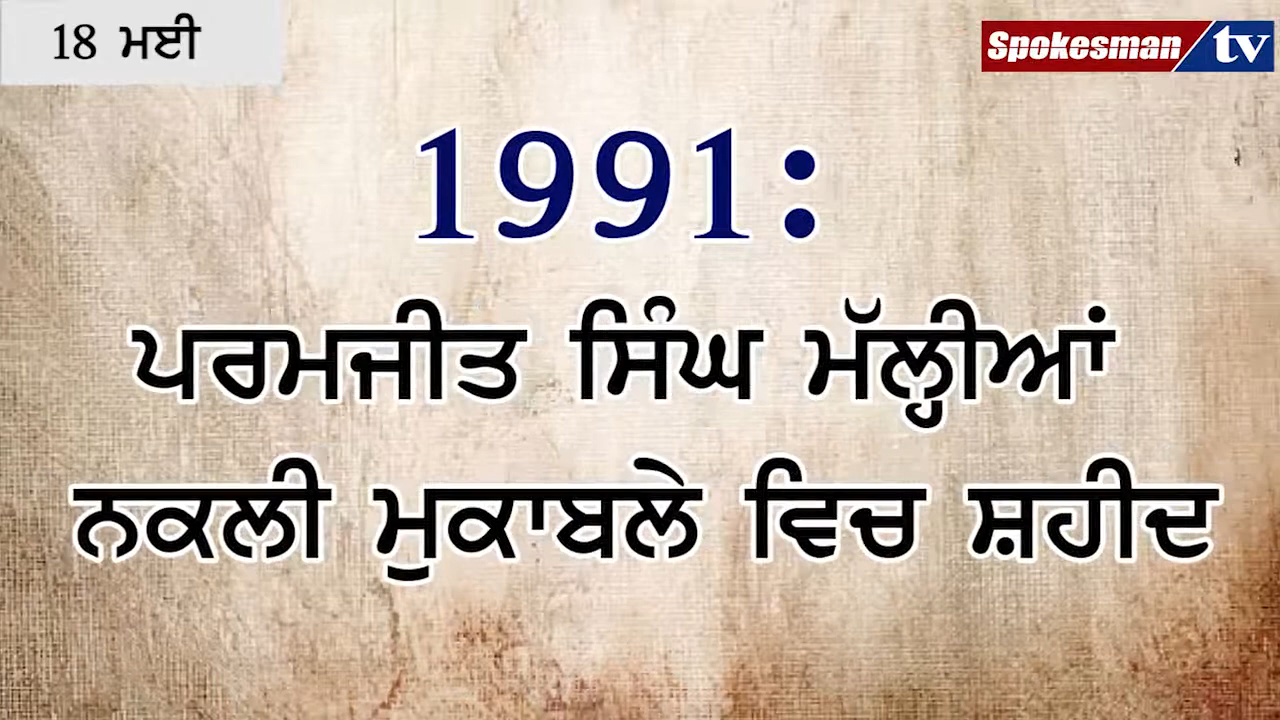 18 ਮਈ
Spokesman tv
1991:
ਪਰਮਜੀਤ ਸਿੰਘ ਮੱਲ੍ਹੀਆਂ
ਨਕਲੀ ਮੁਕਾਬਲੇ ਵਿਚ ਸ਼ਹੀਦ